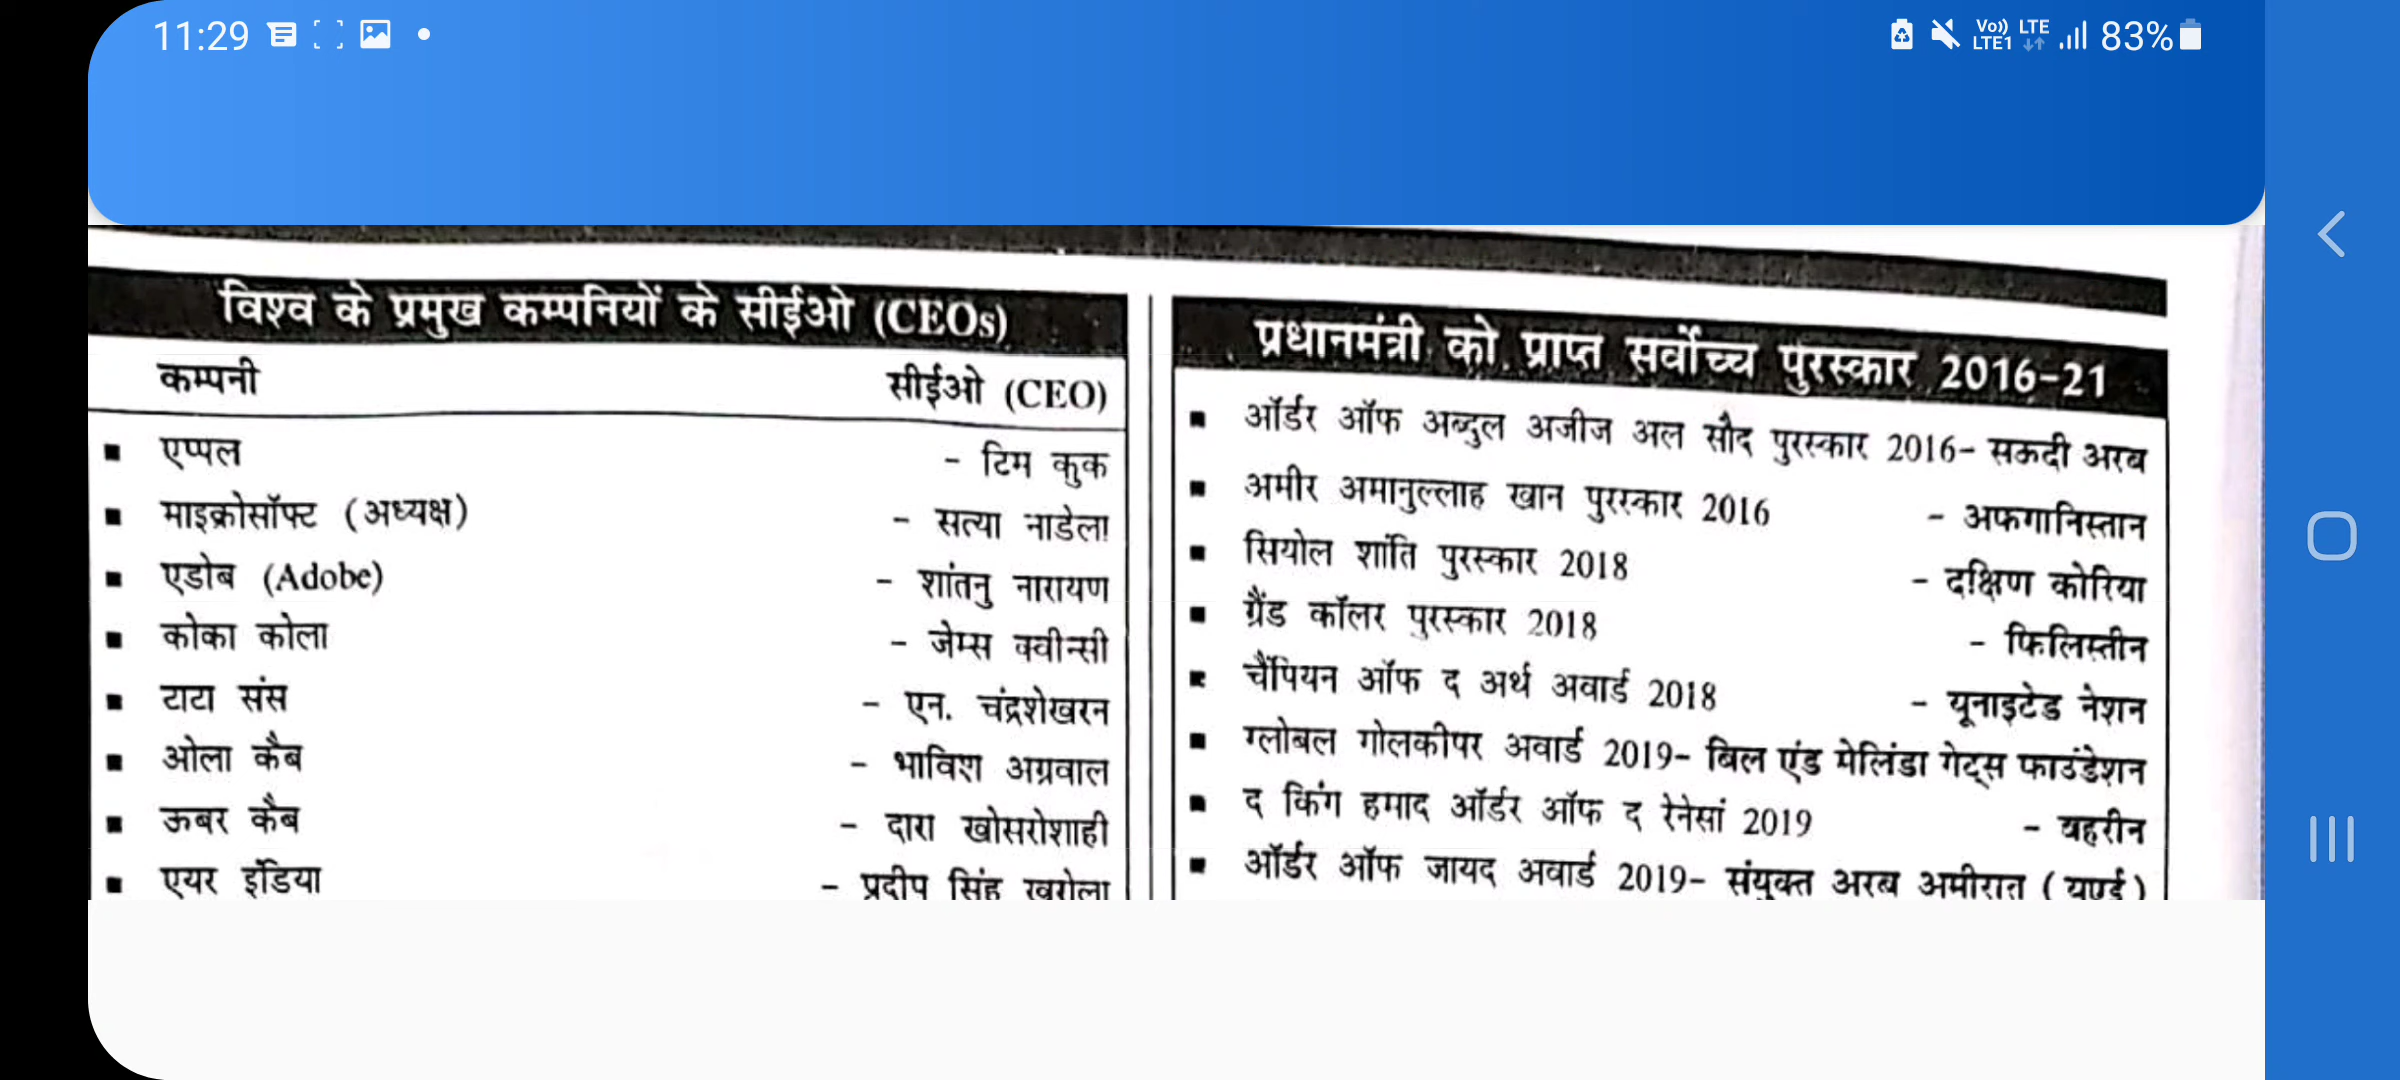 11:29
Vo)) LTE
LTE1
83%
विश्व के प्रमुख कम्पनियों के सीईओ (CEOs)
कम्पनी सीईओ (CEO)
▪ एप्पल - टिम कुक
▪ माइक्रोसॉफ्ट (अध्यक्ष) - सत्या नाडेला
▪ एडोब (Adobe) - शांतनु नारायण
▪ कोका कोला - जेम्स क्वीन्सी
▪ टाटा संस - एन. चंद्रशेखरन
▪ ओला कैब - भाविश अग्रवाल
▪ ऊबर कैब - दारा खोसरोशाही
▪ एयर इंडिया - प्रदीप सिंह खरोला
प्रधानमंत्री को प्राप्त सर्वोच्च पुरस्कार 2016-21
▪ ऑर्डर ऑफ अब्दुल अजीज अल सौद पुरस्कार 2016- सऊदी अरब
▪ अमीर अमानुल्लाह खान पुरस्कार 2016 - अफगानिस्तान
▪ सियोल शांति पुरस्कार 2018 - दक्षिण कोरिया
▪ ग्रैंड कॉलर पुरस्कार 2018 - फिलिस्तीन
▪ चैंपियन ऑफ द अर्थ अवार्ड 2018 - यूनाइटेड नेशन
▪ ग्लोबल गोलकीपर अवार्ड 2019- बिल एंड मेलिंडा गेट्स फाउंडेशन
▪ द किंग हमाद ऑर्डर ऑफ द रेनेसां 2019 - बहरीन
▪ ऑर्डर ऑफ जायद अवार्ड 2019- संयुक्त अरब अमीरात (यूएई)